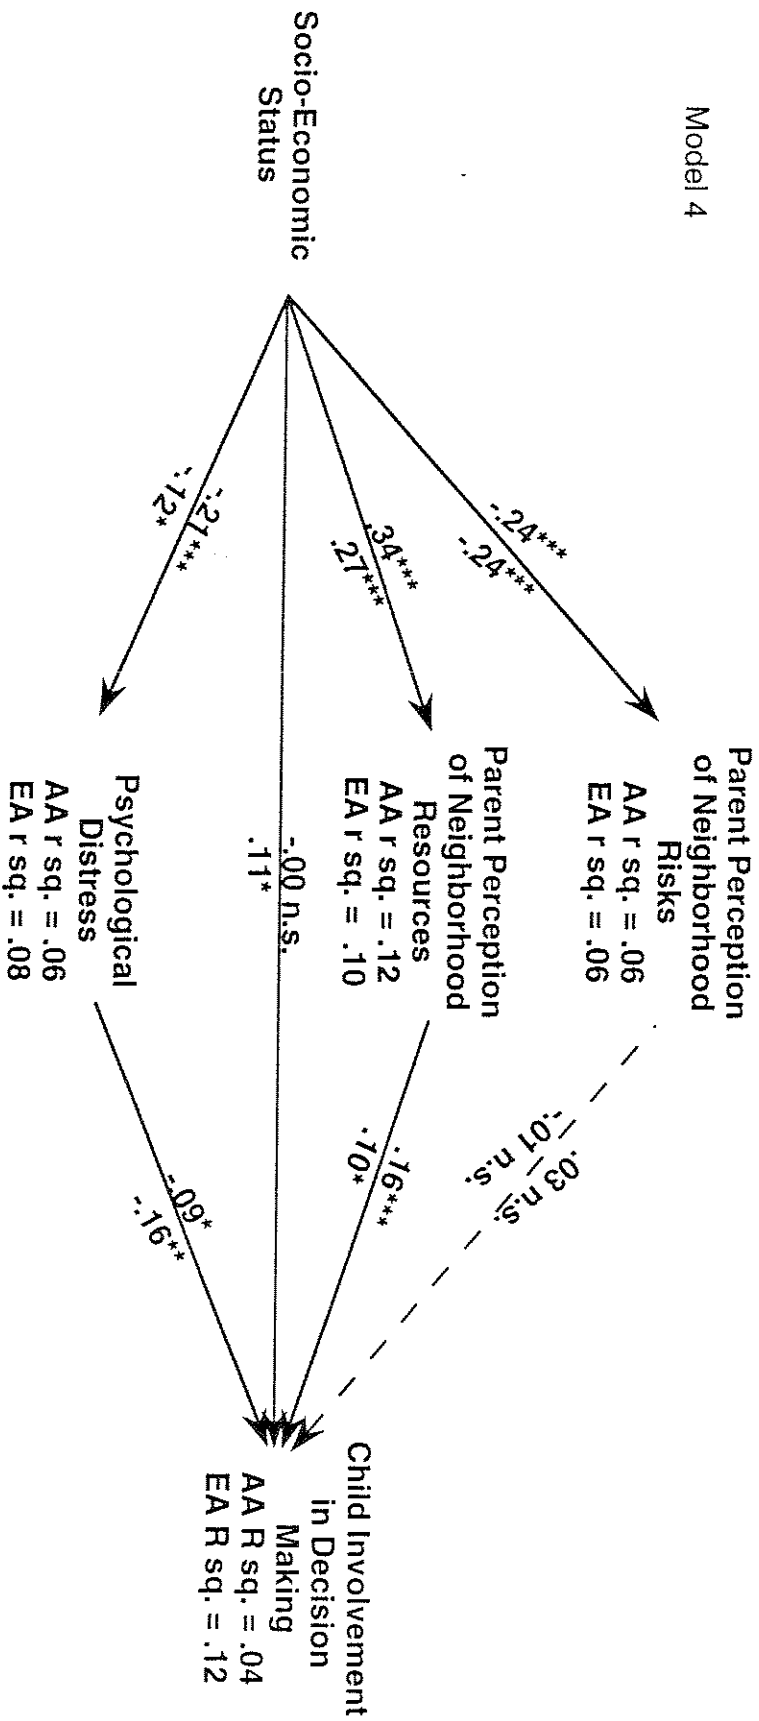 Model 4
Socio-Economic
Status
-.24***
-.24***
.34***
.27***
-.21***
-.12*
Parent Perception
of Neighborhood
Risks
AA r sq. = .06
EA r sq. = .06
Parent Perception
of Neighborhood
Resources
AA r sq. = .12
EA r sq. = .10
-.00 n.s.
.11*
Psychological
Distress
AA r sq. = .06
EA r sq. = .08
.03 n.s.
-.01 n.s.
.16***
.10*
-.09*
-.16**
Child Involvement
in Decision
Making
AA R sq. = .04
EA R sq. = .12